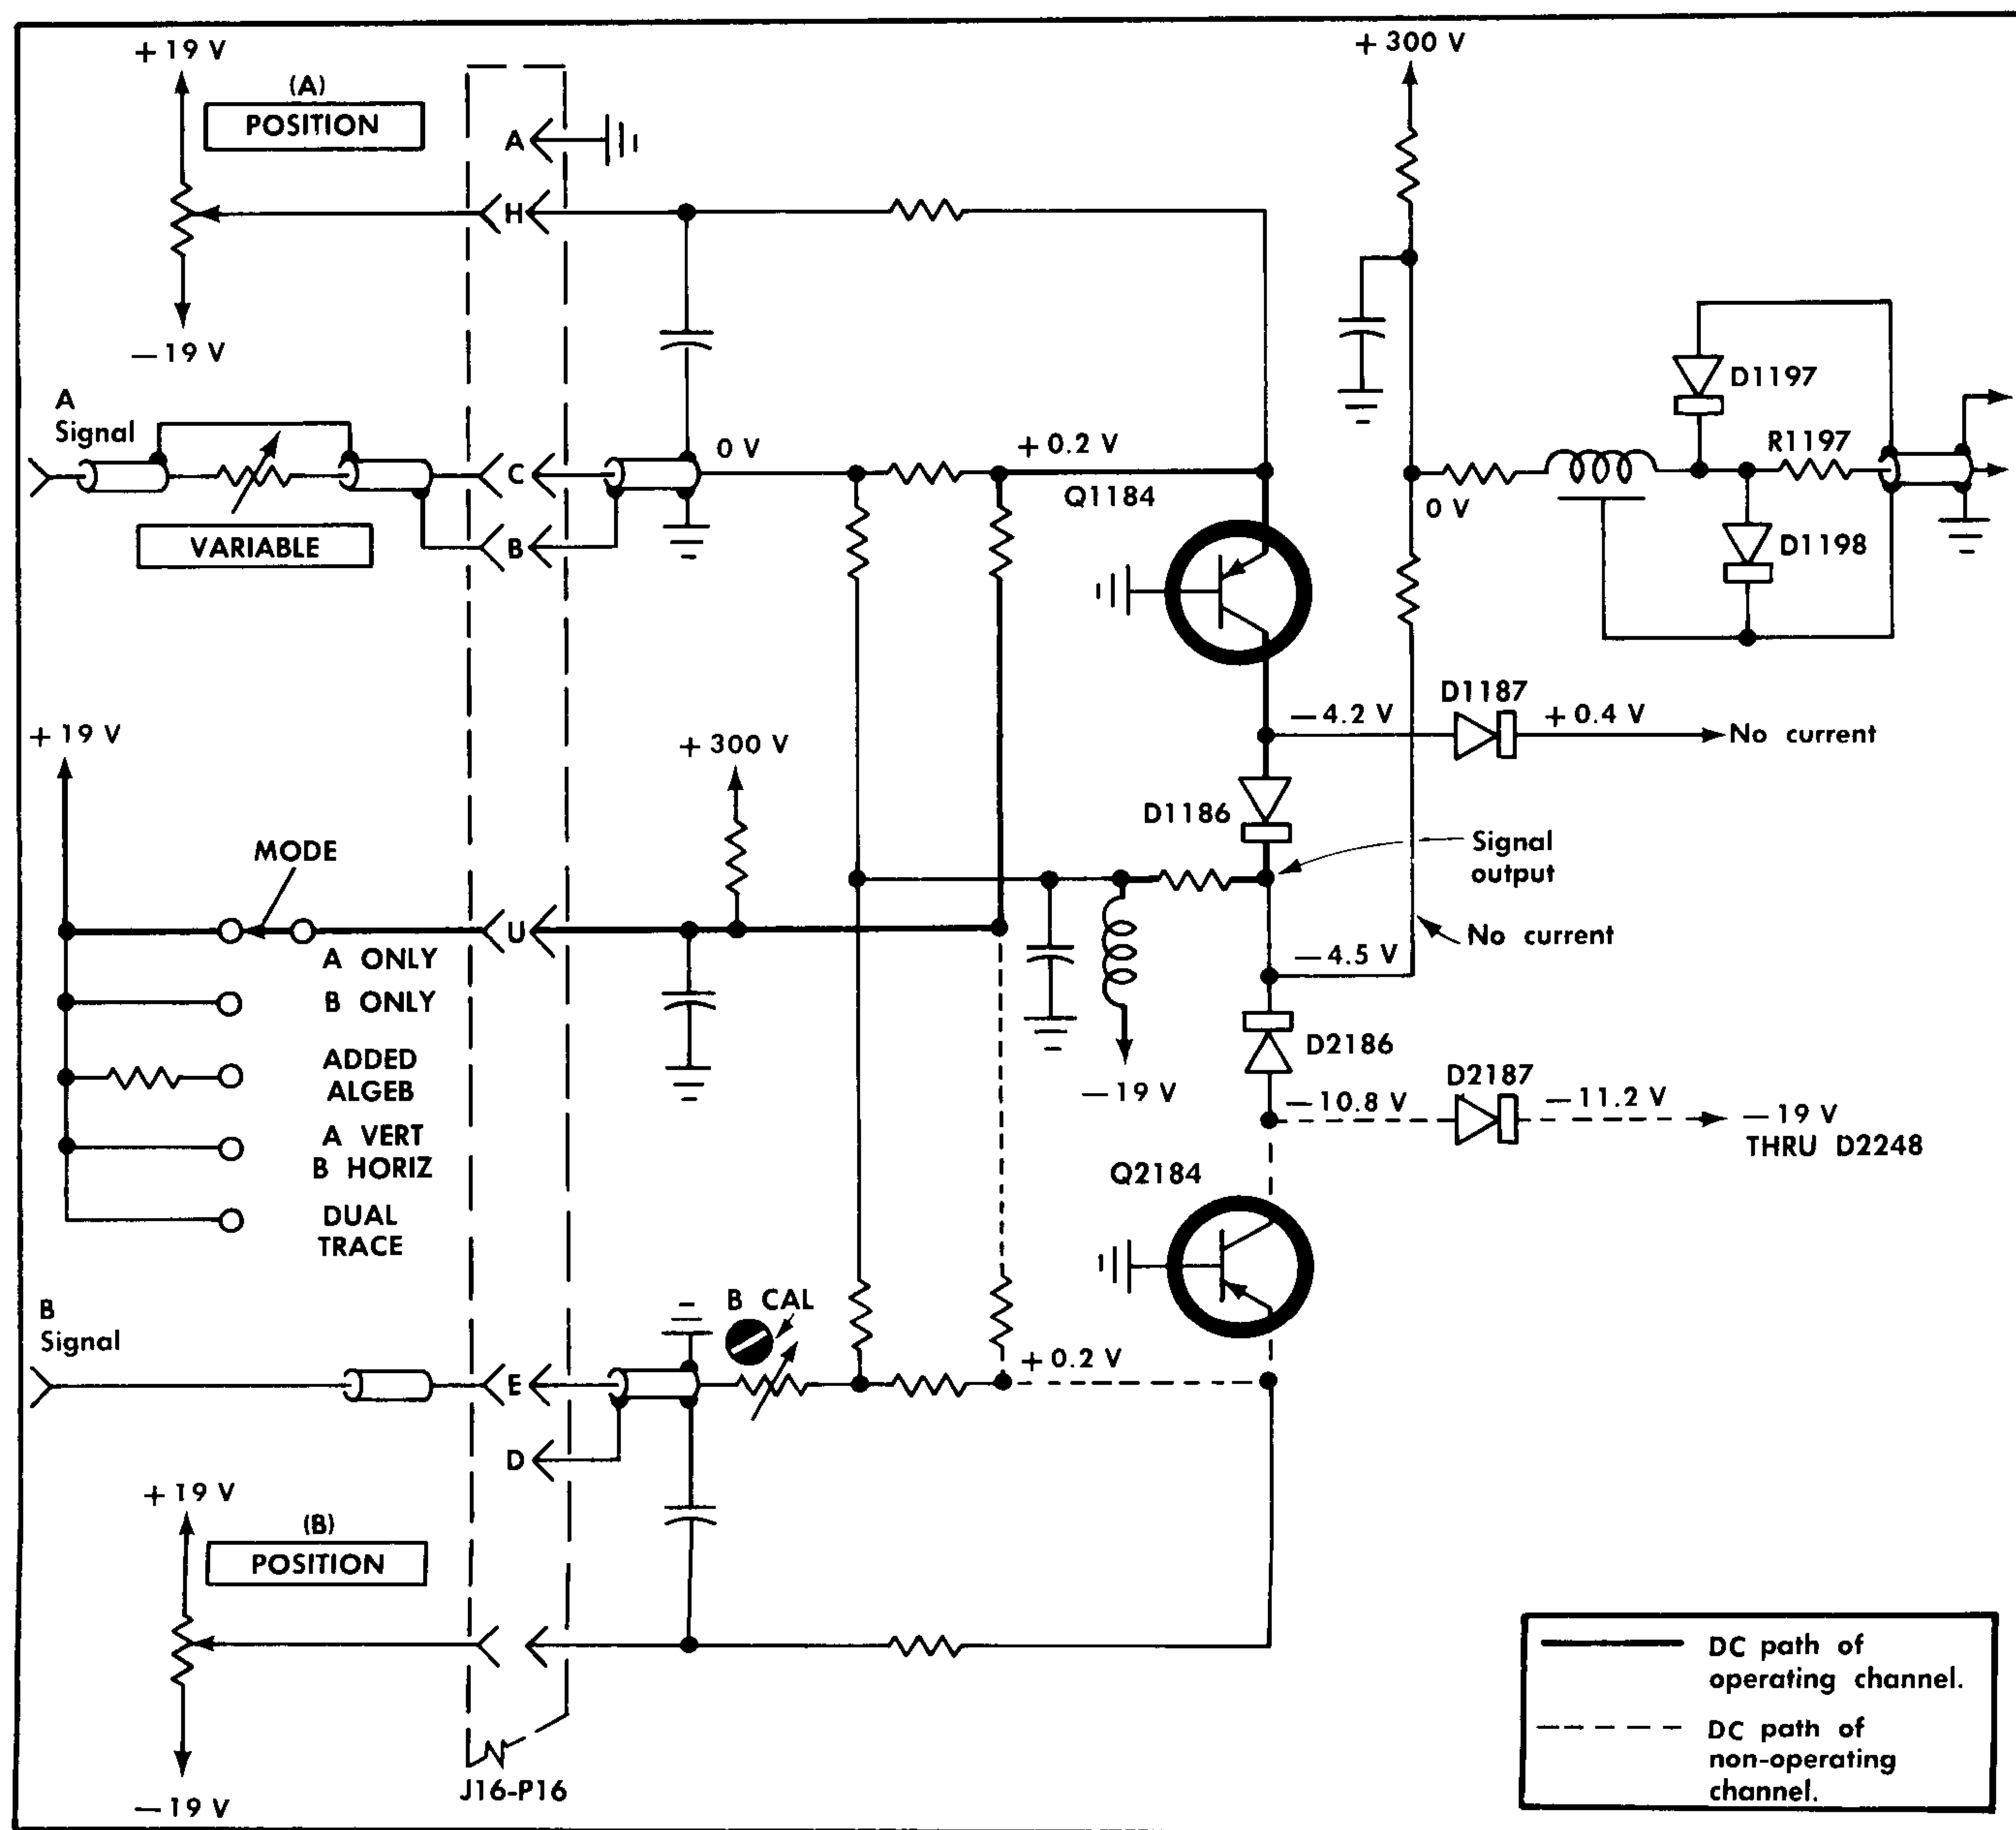 + 19 V
(A)
POSITION
− 19 V
A
H
+ 300 V
A
Signal
VARIABLE
C
B
0 V
+ 0.2 V
Q1184
0 V
D1197
R1197
D1198
+ 19 V
MODE
A ONLY
B ONLY
ADDED
ALGEB
A VERT
B HORIZ
DUAL
TRACE
U
+ 300 V
− 4.2 V
D1187
+ 0.4 V
No current
D1186
Signal
output
No current
− 4.5 V
− 19 V
D2186
− 10.8 V
D2187
− 11.2 V
− 19 V
THRU D2248
Q2184
B
Signal
E
D
B CAL
+ 0.2 V
+ 19 V
(B)
POSITION
− 19 V
J16-P16
DC path of
operating channel.
DC path of
non-operating
channel.